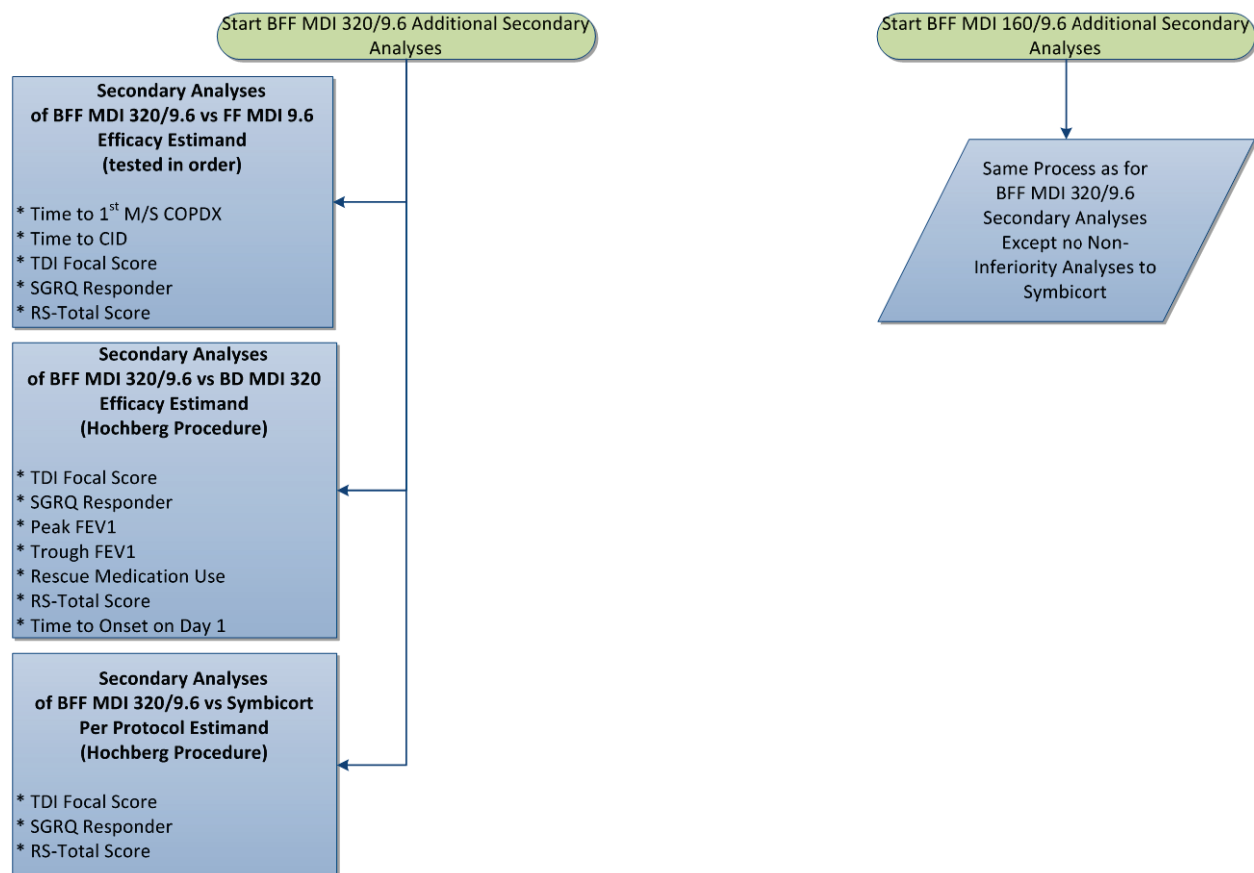 Start BFF MDI 320/9.6 Additional Secondary
Analyses
Secondary Analyses
of BFF MDI 320/9.6 vs FF MDI 9.6
Efficacy Estimand
(tested in order)
* Time to 1st M/S COPDX
* Time to CID
* TDI Focal Score
* SGRQ Responder
* RS-Total Score
Secondary Analyses
of BFF MDI 320/9.6 vs BD MDI 320
Efficacy Estimand
(Hochberg Procedure)
* TDI Focal Score
* SGRQ Responder
* Peak FEV1
* Trough FEV1
* Rescue Medication Use
* RS-Total Score
* Time to Onset on Day 1
Secondary Analyses
of BFF MDI 320/9.6 vs Symbicort
Per Protocol Estimand
(Hochberg Procedure)
* TDI Focal Score
* SGRQ Responder
* RS-Total Score
Start BFF MDI 160/9.6 Additional Secondary
Analyses
Same Process as for
BFF MDI 320/9.6
Secondary Analyses
Except no Non-
Inferiority Analyses to
Symbicort